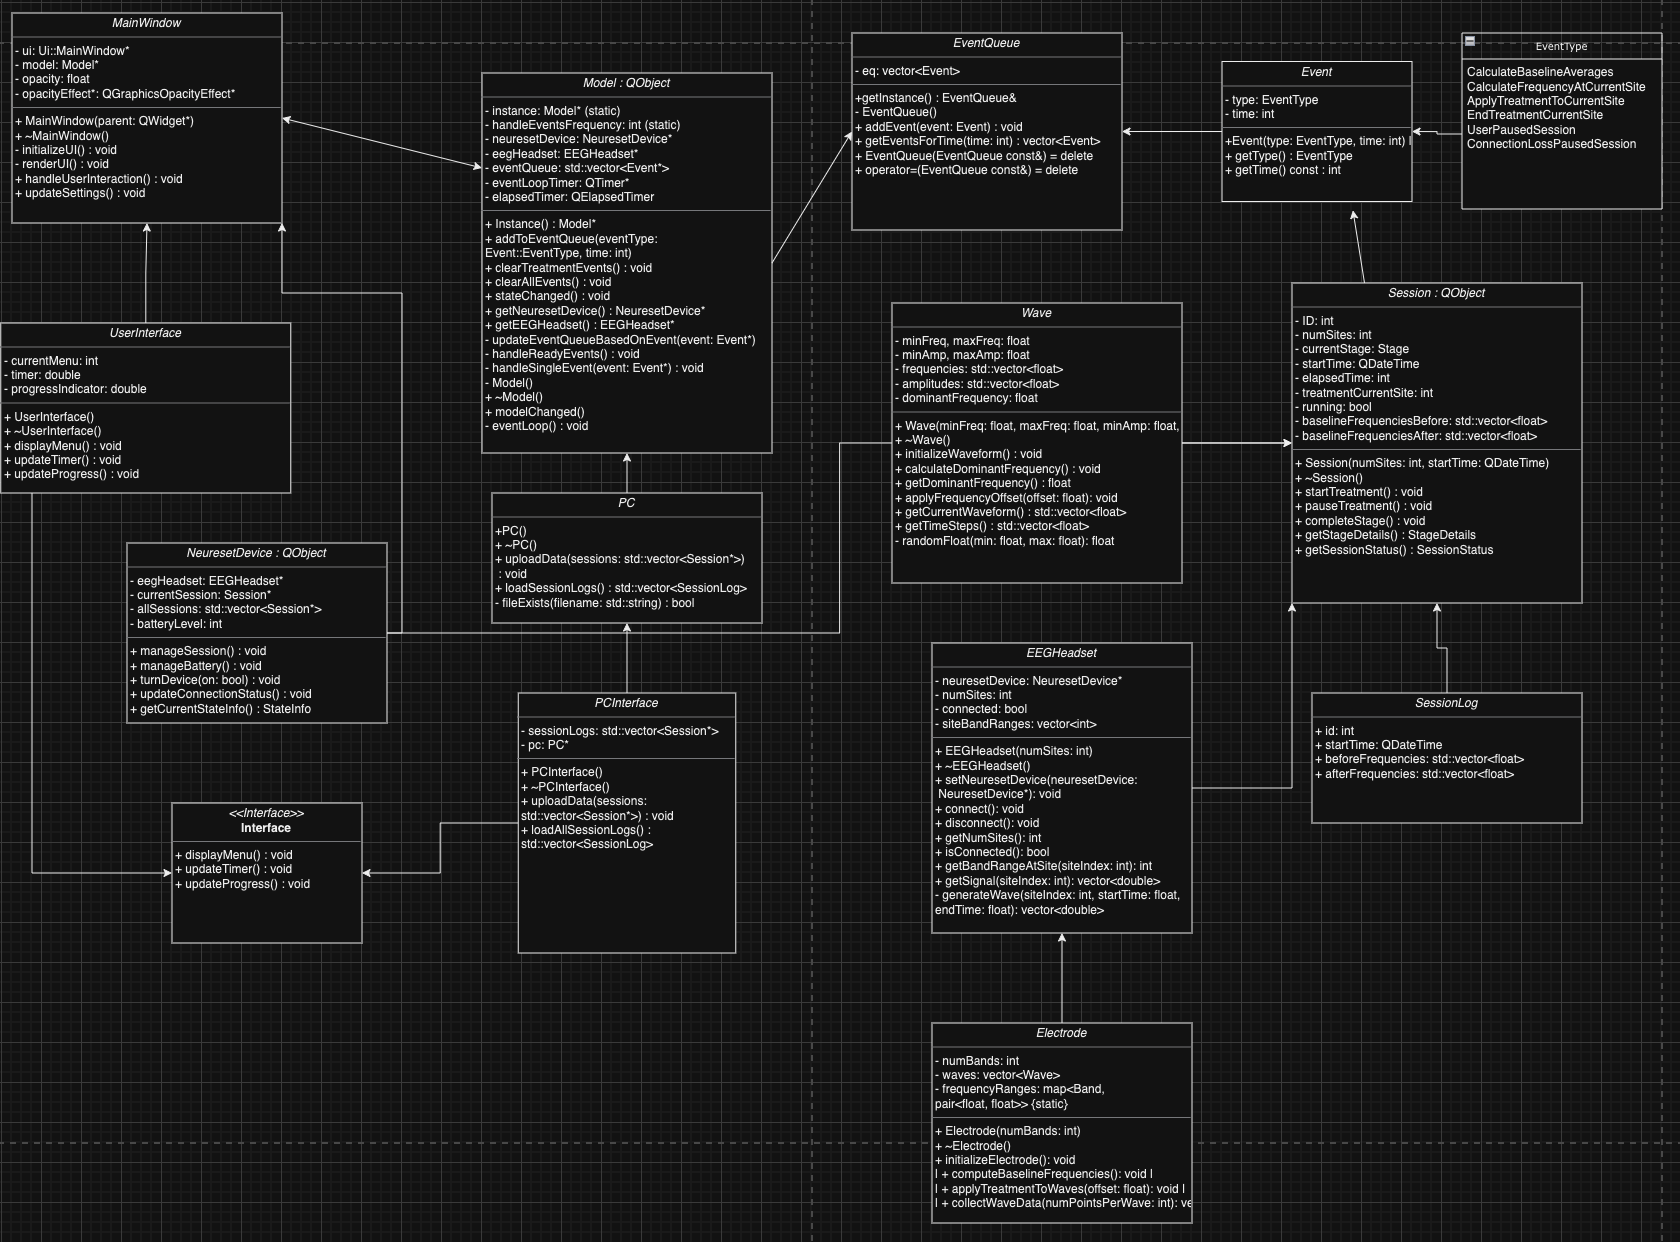 MainWindow
- ui: Ui::MainWindow*
- model: Model*
- opacity: float
- opacityEffect*: QGraphicsOpacityEffect*
+ MainWindow(parent: QWidget*)
+ ~MainWindow()
- initializeUI() : void
- renderUI() : void
+ handleUserInteraction() : void
+ updateSettings() : void
Model : QObject
- instance: Model* (static)
- handleEventsFrequency: int (static)
- neuresetDevice: NeuresetDevice*
- eegHeadset: EEGHeadset*
- eventQueue: std::vector<Event*>
- eventLoopTimer: QTimer*
- elapsedTimer: QElapsedTimer
+ Instance() : Model*
+ addToEventQueue(eventType:
Event::EventType, time: int)
+ clearTreatmentEvents() : void
+ clearAllEvents() : void
+ stateChanged() : void
+ getNeuresetDevice() : NeuresetDevice*
+ getEEGHeadset() : EEGHeadset*
- updateEventQueueBasedOnEvent(event: Event*)
- handleReadyEvents() : void
- handleSingleEvent(event: Event*) : void
- Model()
+ ~Model()
+ modelChanged()
- eventLoop() : void
EventQueue
- eq: vector<Event>
+getInstance() : EventQueue&
- EventQueue()
+ addEvent(event: Event) : void
+ getEventsForTime(time: int) : vector<Event>
+ EventQueue(EventQueue const&) = delete
+ operator=(EventQueue const&) = delete
Event
- type: EventType
- time: int
+Event(type: EventType, time: int) l
+ getType() : EventType
+ getTime() const : int
EventType
CalculateBaselineAverages
CalculateFrequencyAtCurrentSite
ApplyTreatmentToCurrentSite
EndTreatmentCurrentSite
UserPausedSession
ConnectionLossPausedSession
UserInterface
- currentMenu: int
- timer: double
- progressIndicator: double
+ UserInterface()
+ ~UserInterface()
+ displayMenu() : void
+ updateTimer() : void
+ updateProgress() : void
Wave
- minFreq, maxFreq: float
- minAmp, maxAmp: float
- frequencies: std::vector<float>
- amplitudes: std::vector<float>
- dominantFrequency: float
+ Wave(minFreq: float, maxFreq: float, minAmp: float,
+ ~Wave()
+ initializeWaveform() : void
+ calculateDominantFrequency() : void
+ getDominantFrequency() : float
+ applyFrequencyOffset(offset: float): void
+ getCurrentWaveform() : std::vector<float>
+ getTimeSteps() : std::vector<float>
- randomFloat(min: float, max: float): float
Session : QObject
- ID: int
- numSites: int
- currentStage: Stage
- startTime: QDateTime
- elapsedTime: int
- treatmentCurrentSite: int
- running: bool
- baselineFrequenciesBefore: std::vector<float>
- baselineFrequenciesAfter: std::vector<float>
+ Session(numSites: int, startTime: QDateTime)
+ ~Session()
+ startTreatment() : void
+ pauseTreatment() : void
+ completeStage() : void
+ getStageDetails() : StageDetails
+ getSessionStatus() : SessionStatus
PC
+PC()
+ ~PC()
+ uploadData(sessions: std::vector<Session*>)
: void
+ loadSessionLogs() : std::vector<SessionLog>
- fileExists(filename: std::string) : bool
NeuresetDevice : QObject
- eegHeadset: EEGHeadset*
- currentSession: Session*
- allSessions: std::vector<Session*>
- batteryLevel: int
+ manageSession() : void
+ manageBattery() : void
+ turnDevice(on: bool) : void
+ updateConnectionStatus() : void
+ getCurrentStateInfo() : StateInfo
PCInterface
- sessionLogs: std::vector<Session*>
- pc: PC*
+ PCInterface()
+ ~PCInterface()
+ uploadData(sessions:
std::vector<Session*>) : void
+ loadAllSessionLogs() :
std::vector<SessionLog>
EEGHeadset
- neuresetDevice: NeuresetDevice*
- numSites: int
- connected: bool
- siteBandRanges: vector<int>
+ EEGHeadset(numSites: int)
+ ~EEGHeadset()
+ setNeuresetDevice(neuresetDevice:
NeuresetDevice*): void
+ connect(): void
+ disconnect(): void
+ getNumSites(): int
+ isConnected(): bool
+ getBandRangeAtSite(siteIndex: int): int
+ getSignal(siteIndex: int): vector<double>
- generateWave(siteIndex: int, startTime: float,
endTime: float): vector<double>
SessionLog
+ id: int
+ startTime: QDateTime
+ beforeFrequencies: std::vector<float>
+ afterFrequencies: std::vector<float>
<<Interface>>
Interface
+ displayMenu() : void
+ updateTimer() : void
+ updateProgress() : void
Electrode
- numBands: int
- waves: vector<Wave>
- frequencyRanges: map<Band,
pair<float, float>> {static}
+ Electrode(numBands: int)
+ ~Electrode()
+ initializeElectrode(): void
l + computeBaselineFrequencies(): void l
l + applyTreatmentToWaves(offset: float): void l
l + collectWaveData(numPointsPerWave: int): ve